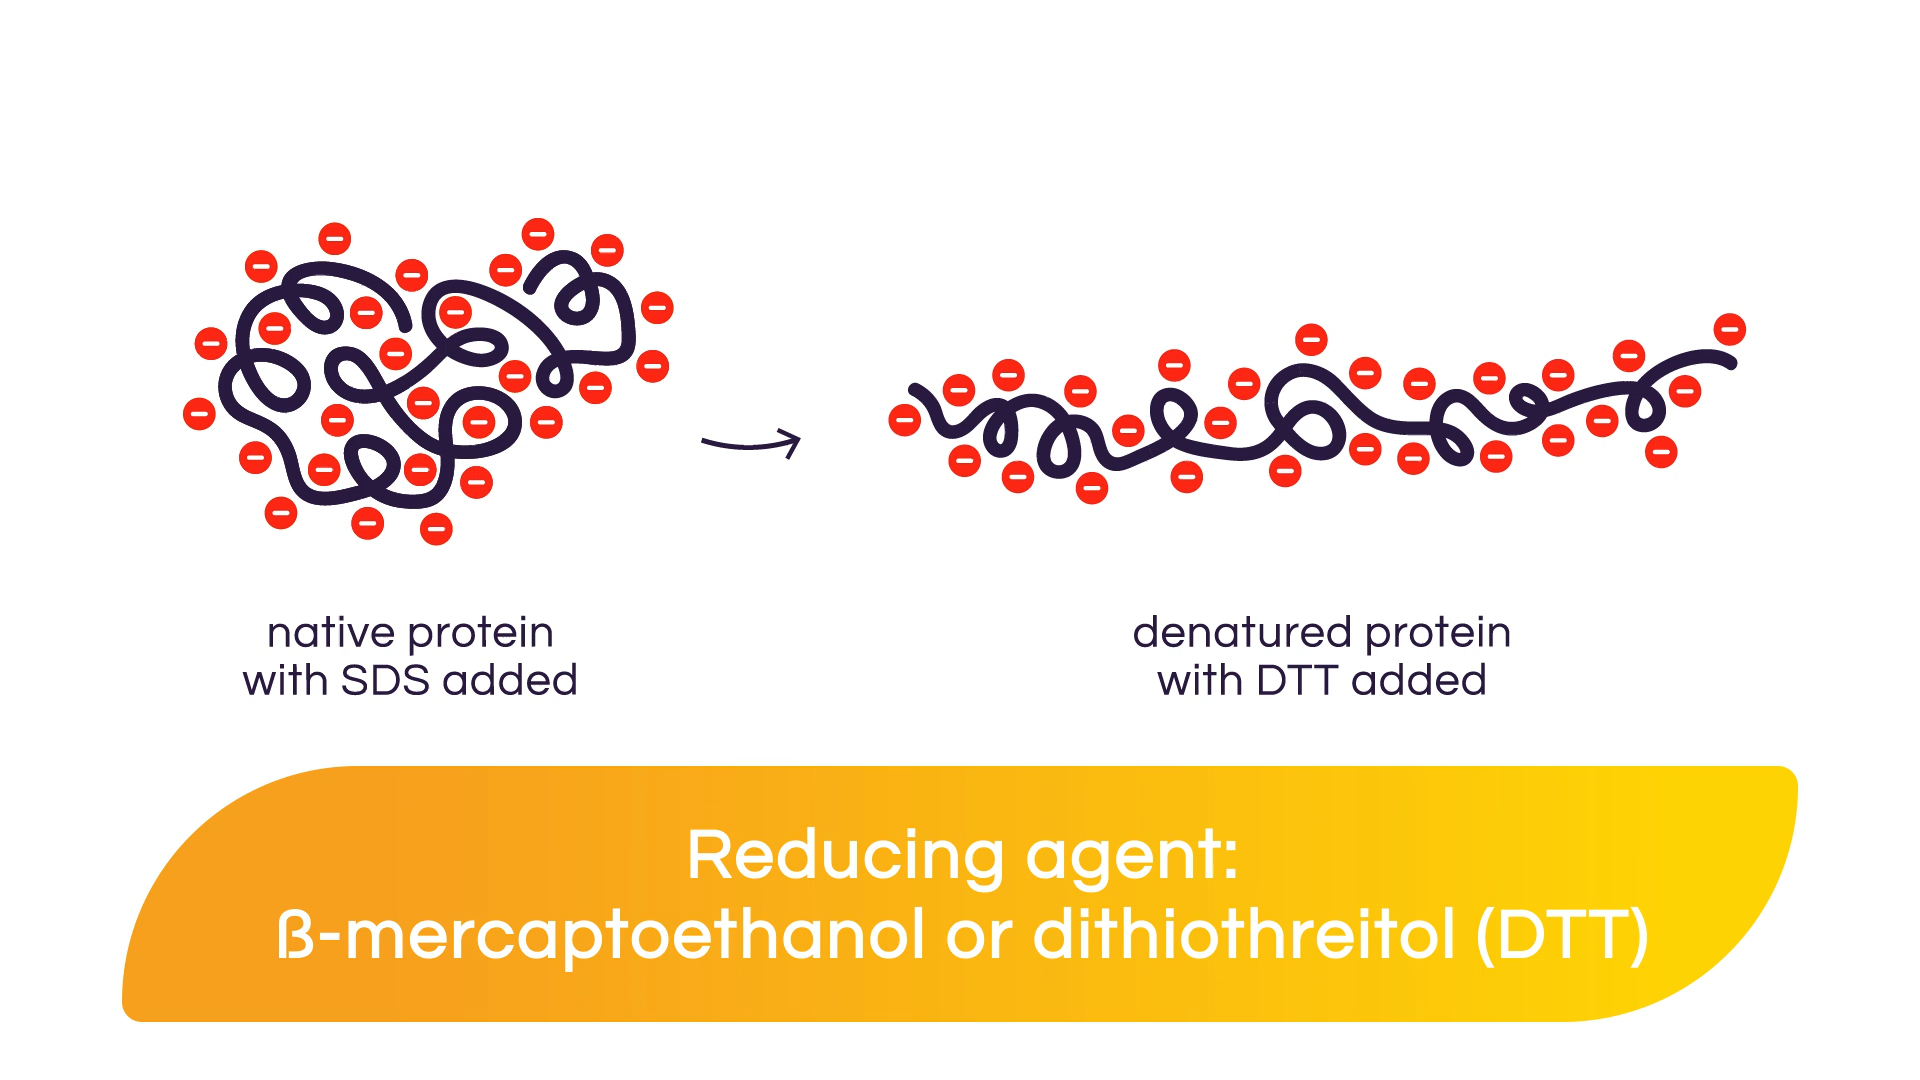 native protein
with SDS added
denatured protein
with DTT added
Reducing agent:
ß-mercaptoethanol or dithiothreitol (DTT)